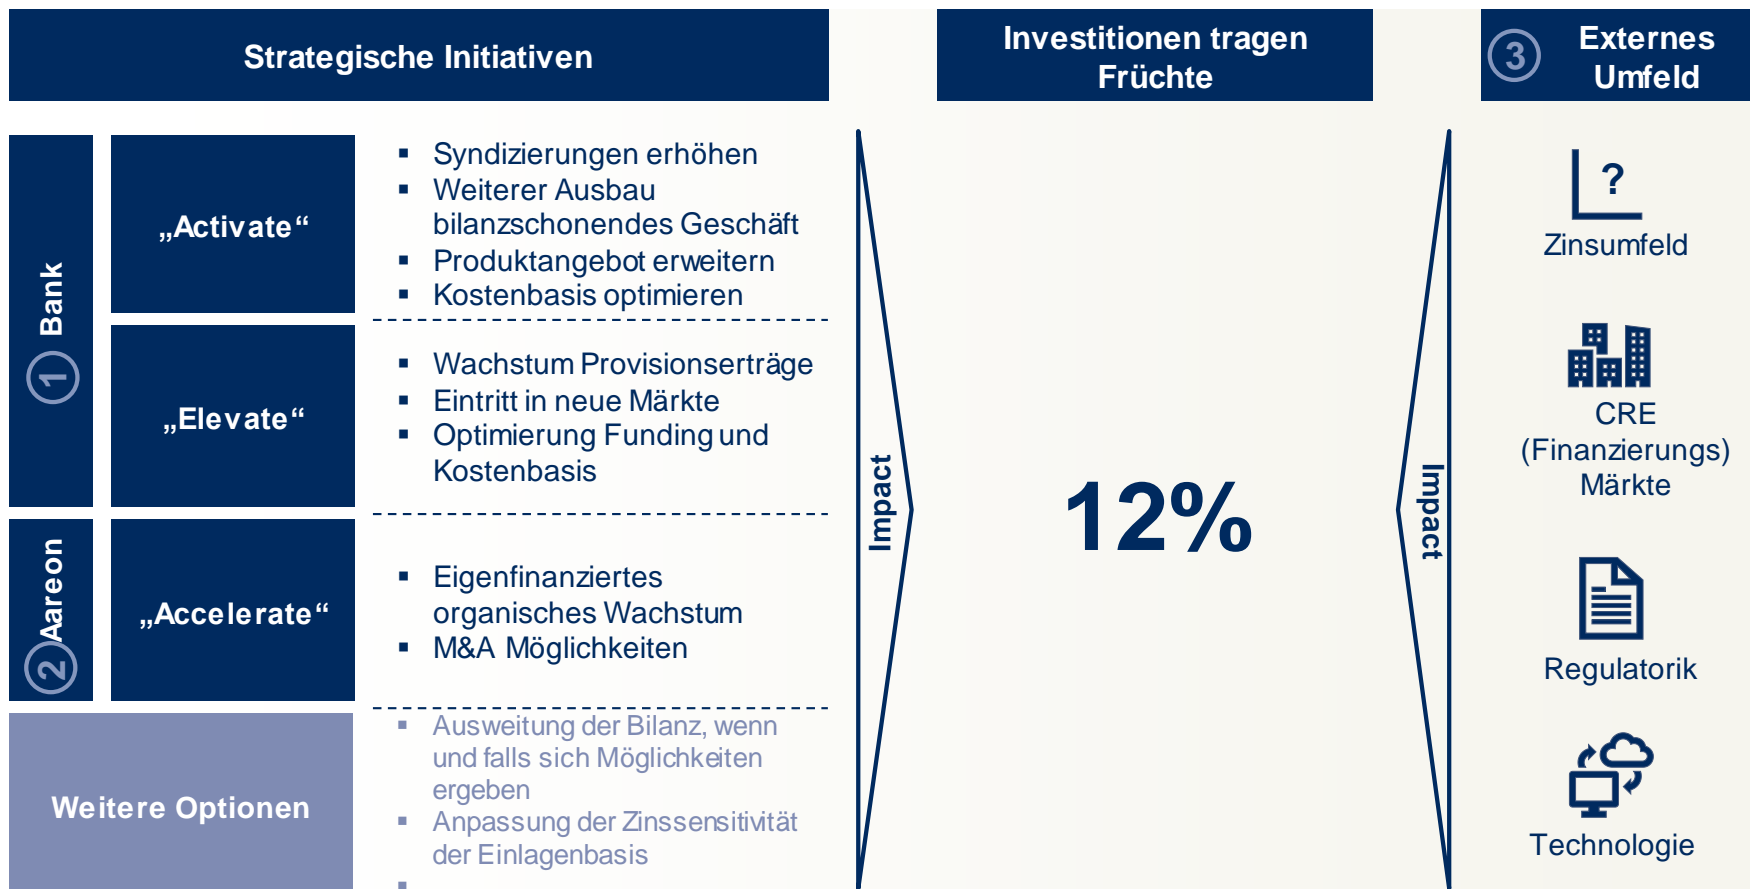 Strategische Initiativen
Investitionen tragen
Früchte
3
Externes
Umfeld
1 Bank
„Activate“
▪ Syndizierungen erhöhen
▪ Weiterer Ausbau
bilanzschonendes Geschäft
▪ Produktangebot erweitern
▪ Kostenbasis optimieren
„Elevate“
▪ Wachstum Provisionserträge
▪ Eintritt in neue Märkte
▪ Optimierung Funding und
Kostenbasis
2 Aareon
„Accelerate“
▪ Eigenfinanziertes
organisches Wachstum
▪ M&A Möglichkeiten
Weitere Optionen
▪ Ausweitung der Bilanz, wenn
und falls sich Möglichkeiten
ergeben
▪ Anpassung der Zinssensitivität
der Einlagenbasis
Impact
12%
Impact
?
Zinsumfeld
CRE
(Finanzierungs)
Märkte
Regulatorik
Technologie